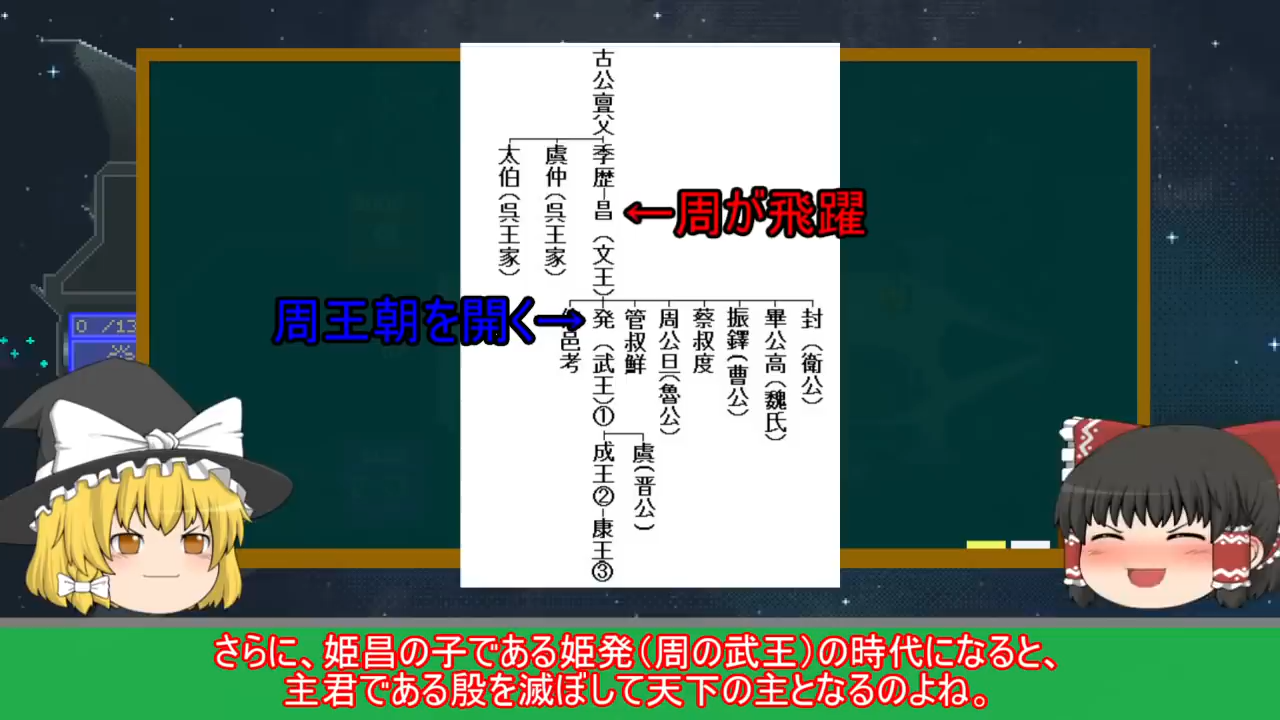 古公亶父
季歴
虞仲(呉王家)
太伯(呉王家)
昌(文王)
←周が飛躍
周王朝を開く→
封(衛公)
畢公高(魏氏)
振鐸(曹公)
蔡叔度
周公旦(魯公)
管叔鮮
発(武王)①
邑考
虞(晋公)
成王②
康王③
0 /13
さらに、姫昌の子である姫発(周の武王)の時代になると、
主君である殷を滅ぼして天下の主となるのよね。